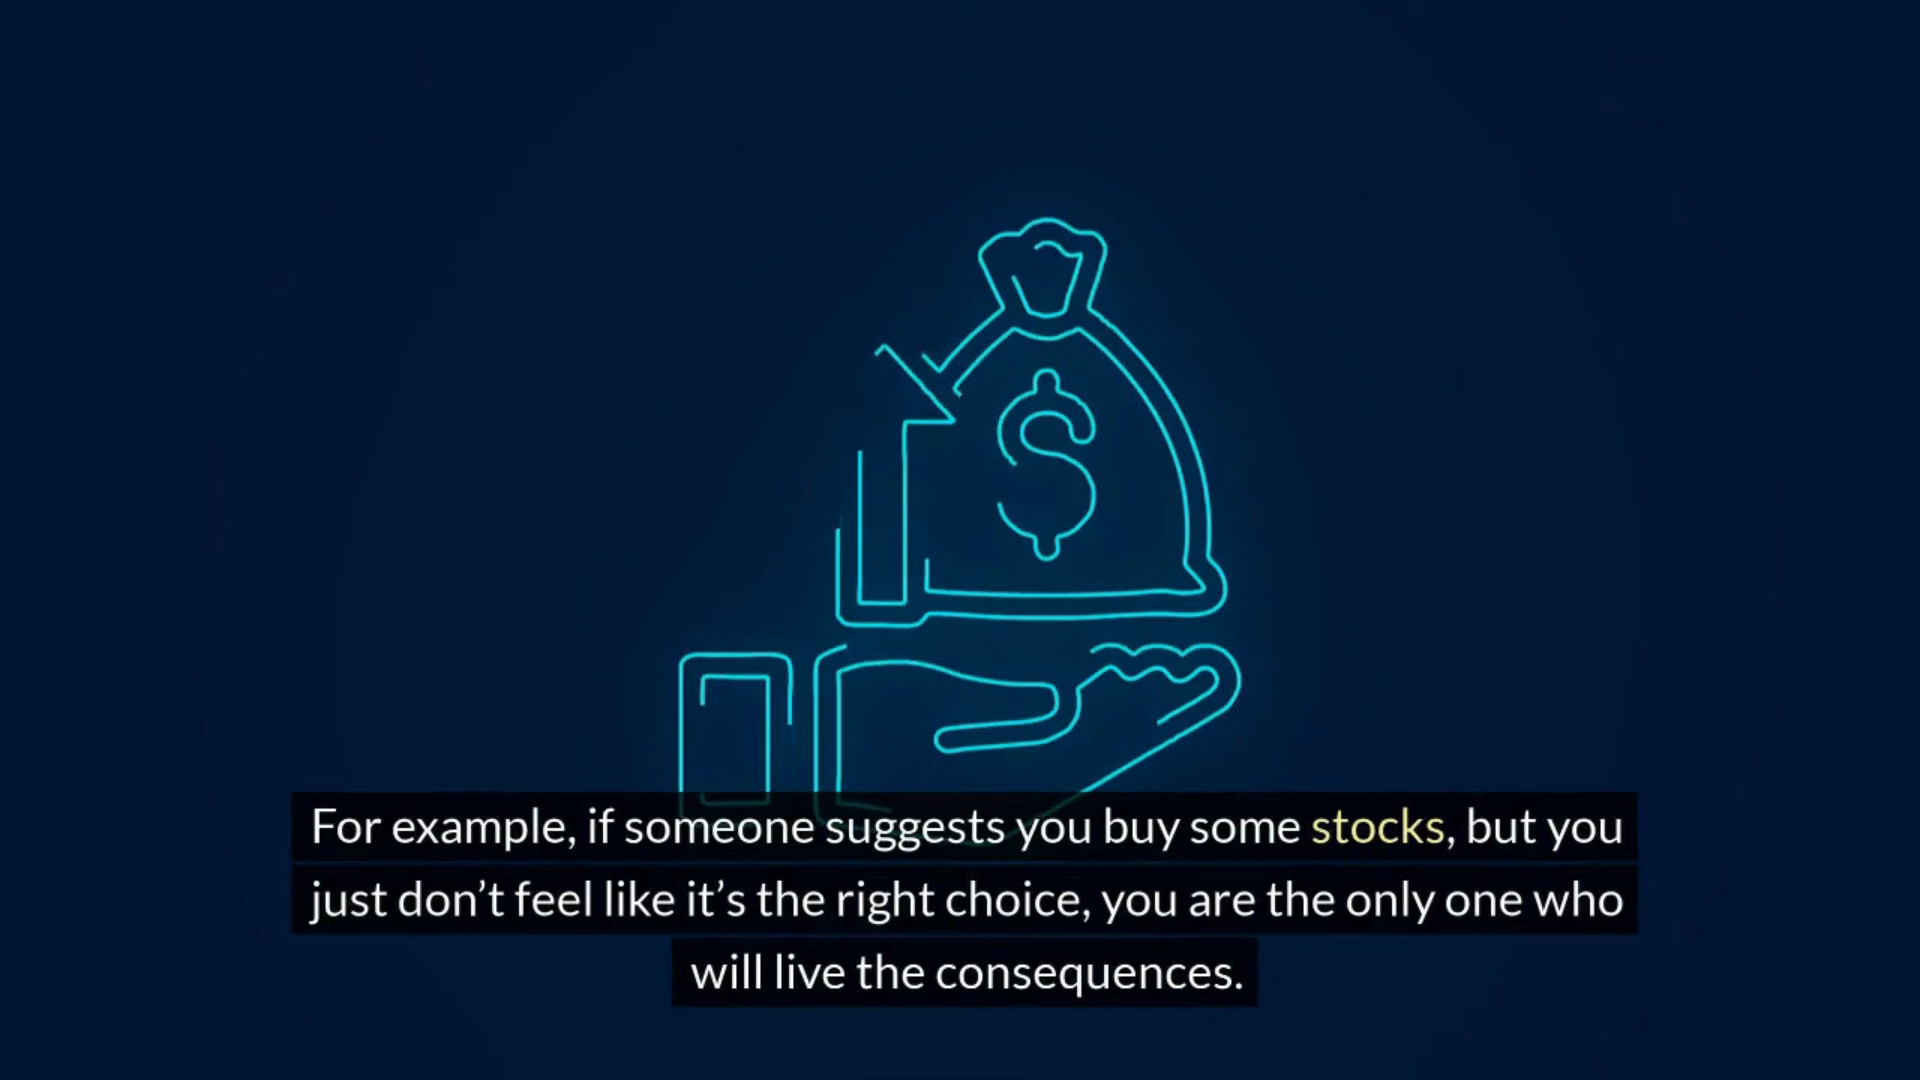 $
For example, if someone suggests you buy some stocks, but you
just don’t feel like it’s the right choice, you are the only one who
will live the consequences.